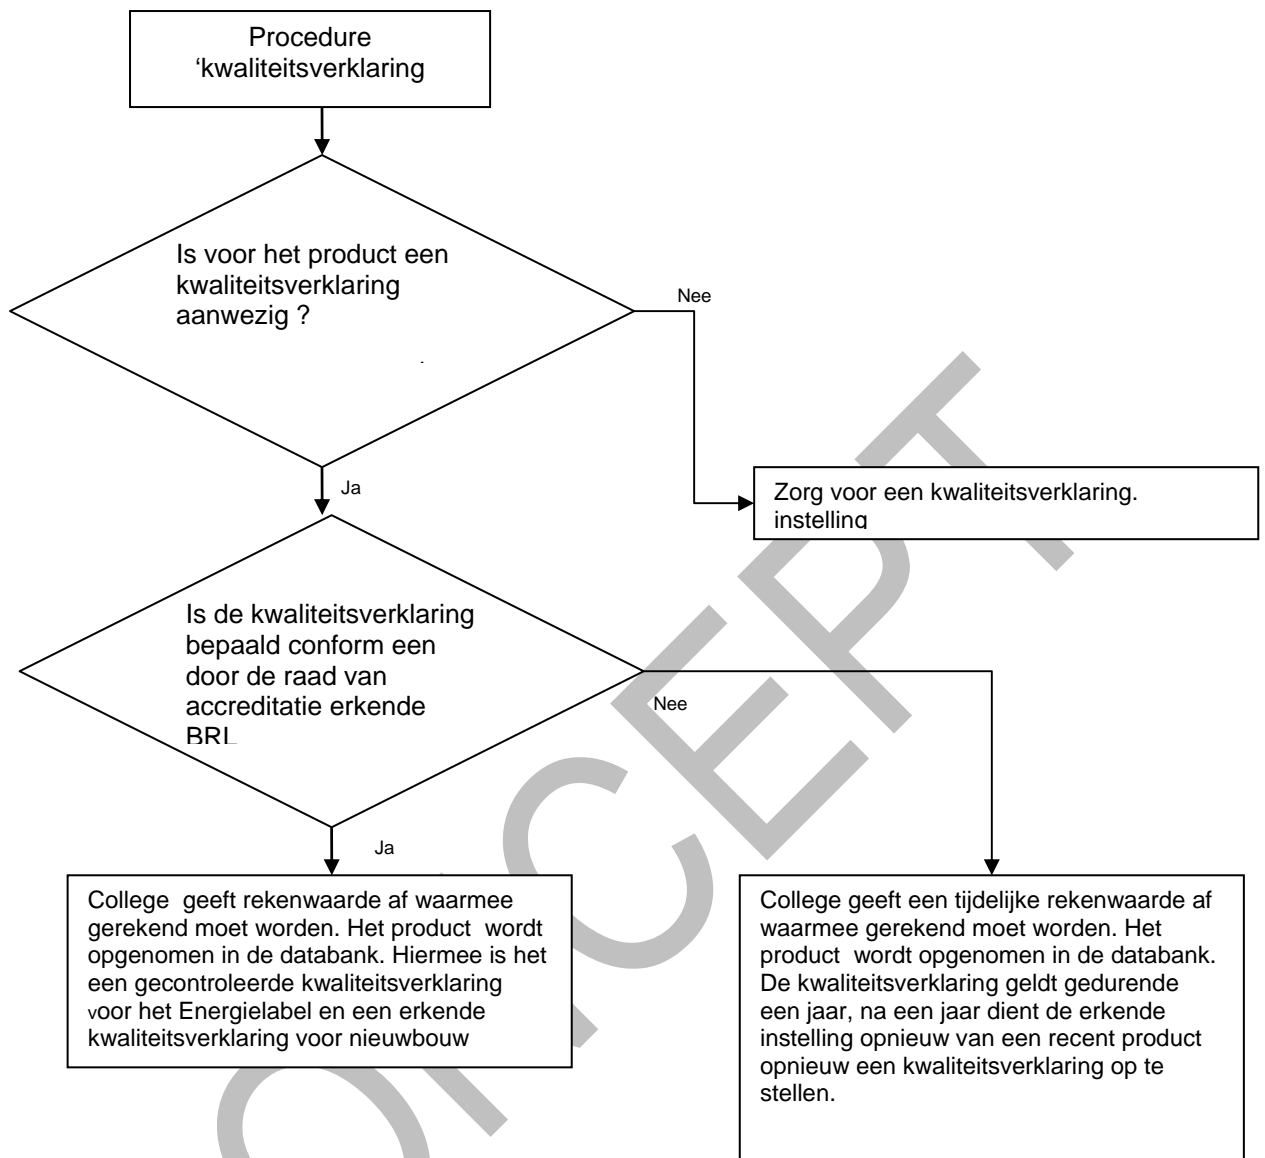 Procedure
‘kwaliteitsverklaring
Is voor het product een
kwaliteitsverklaring
aanwezig ?
Nee
Ja
Zorg voor een kwaliteitsverklaring.
instelling
Is de kwaliteitsverklaring
bepaald conform een
door de raad van
accreditatie erkende
BRL
Nee
Ja
College  geeft rekenwaarde af waarmee
gerekend moet worden. Het product  wordt
opgenomen in de databank. Hiermee is het
een gecontroleerde kwaliteitsverklaring
voor het Energielabel en een erkende
kwaliteitsverklaring voor nieuwbouw
College geeft een tijdelijke rekenwaarde af
waarmee gerekend moet worden. Het
product  wordt opgenomen in de databank.
De kwaliteitsverklaring geldt gedurende
een jaar, na een jaar dient de erkende
instelling opnieuw van een recent product
opnieuw een kwaliteitsverklaring op te
stellen.
ONCEPT